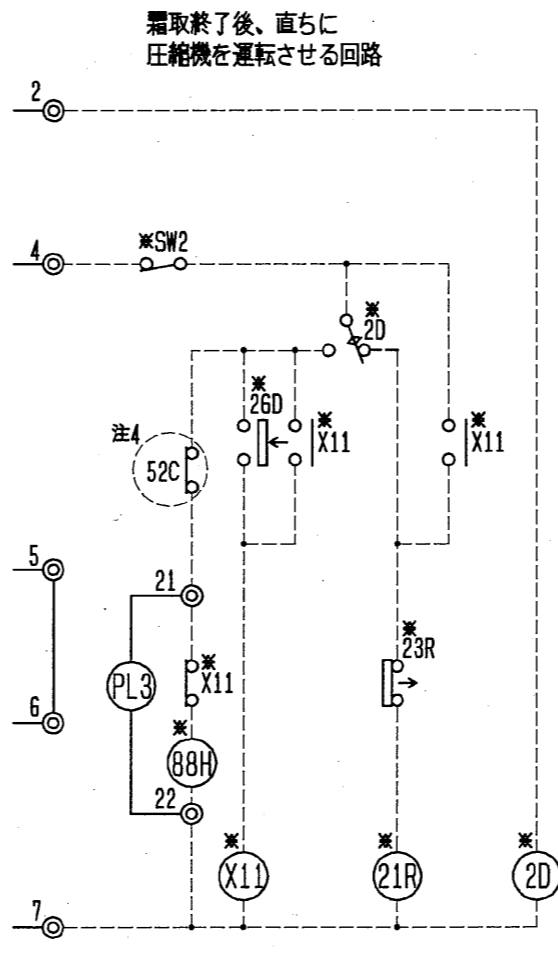 霜取終了後、直ちに
圧縮機を運転させる回路
2
4
※SW2
※
2D
※
26D
※
X11
※
X11
注4
52C
5
21
※
23R
※
X11
PL3
6
※
88H
22
※
X11
※
21R
※
2D
7